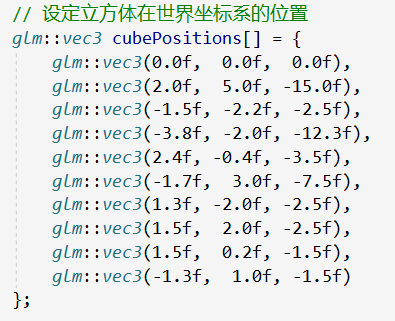 // 设定立方体在世界坐标系的位置
glm::vec3 cubePositions[] = {
    glm::vec3(0.0f,  0.0f,  0.0f),
    glm::vec3(2.0f,  5.0f, -15.0f),
    glm::vec3(-1.5f, -2.2f, -2.5f),
    glm::vec3(-3.8f, -2.0f, -12.3f),
    glm::vec3(2.4f, -0.4f, -3.5f),
    glm::vec3(-1.7f,  3.0f, -7.5f),
    glm::vec3(1.3f, -2.0f, -2.5f),
    glm::vec3(1.5f,  2.0f, -2.5f),
    glm::vec3(1.5f,  0.2f, -1.5f),
    glm::vec3(-1.3f,  1.0f, -1.5f)
};